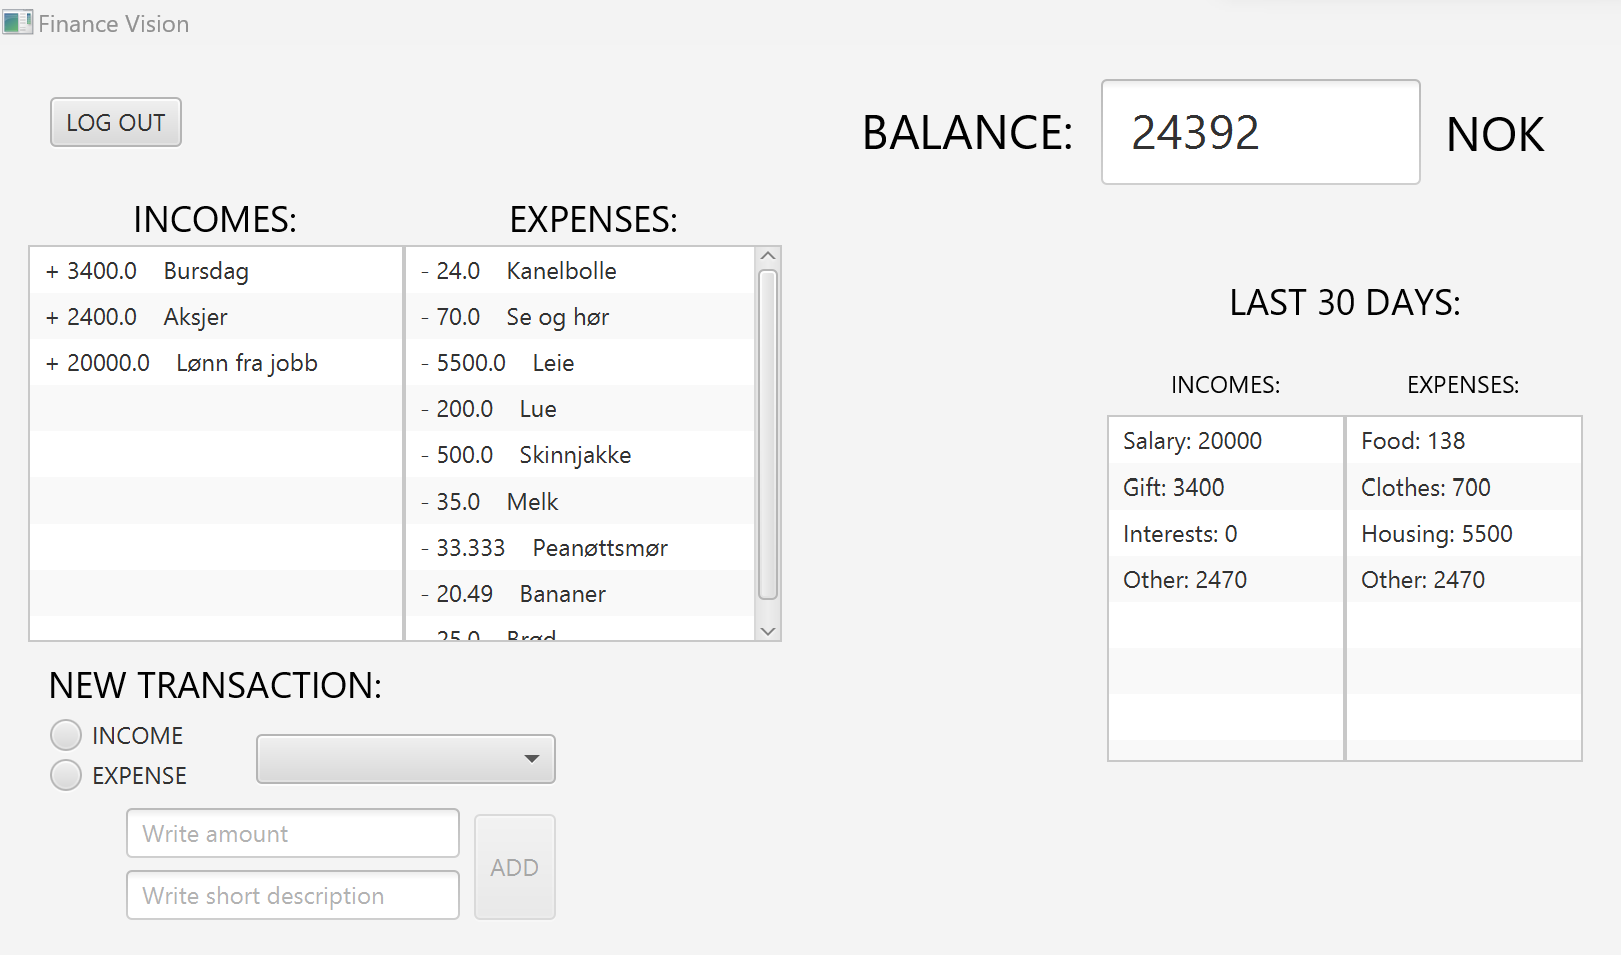 Finance Vision
LOG OUT
BALANCE: 24392 NOK
INCOMES:
+ 3400.0 Bursdag
+ 2400.0 Aksjer
+ 20000.0 Lønn fra jobb
EXPENSES:
- 24.0 Kanelbolle
- 70.0 Se og hør
- 5500.0 Leie
- 200.0 Lue
- 500.0 Skinnjakke
- 35.0 Melk
- 33.333 Peanøttsmør
- 20.49 Bananer
25.0 Brød
LAST 30 DAYS:
INCOMES:
Salary: 20000
Gift: 3400
Interests: 0
Other: 2470
EXPENSES:
Food: 138
Clothes: 700
Housing: 5500
Other: 2470
NEW TRANSACTION:
INCOME
EXPENSE
Write amount
Write short description
ADD